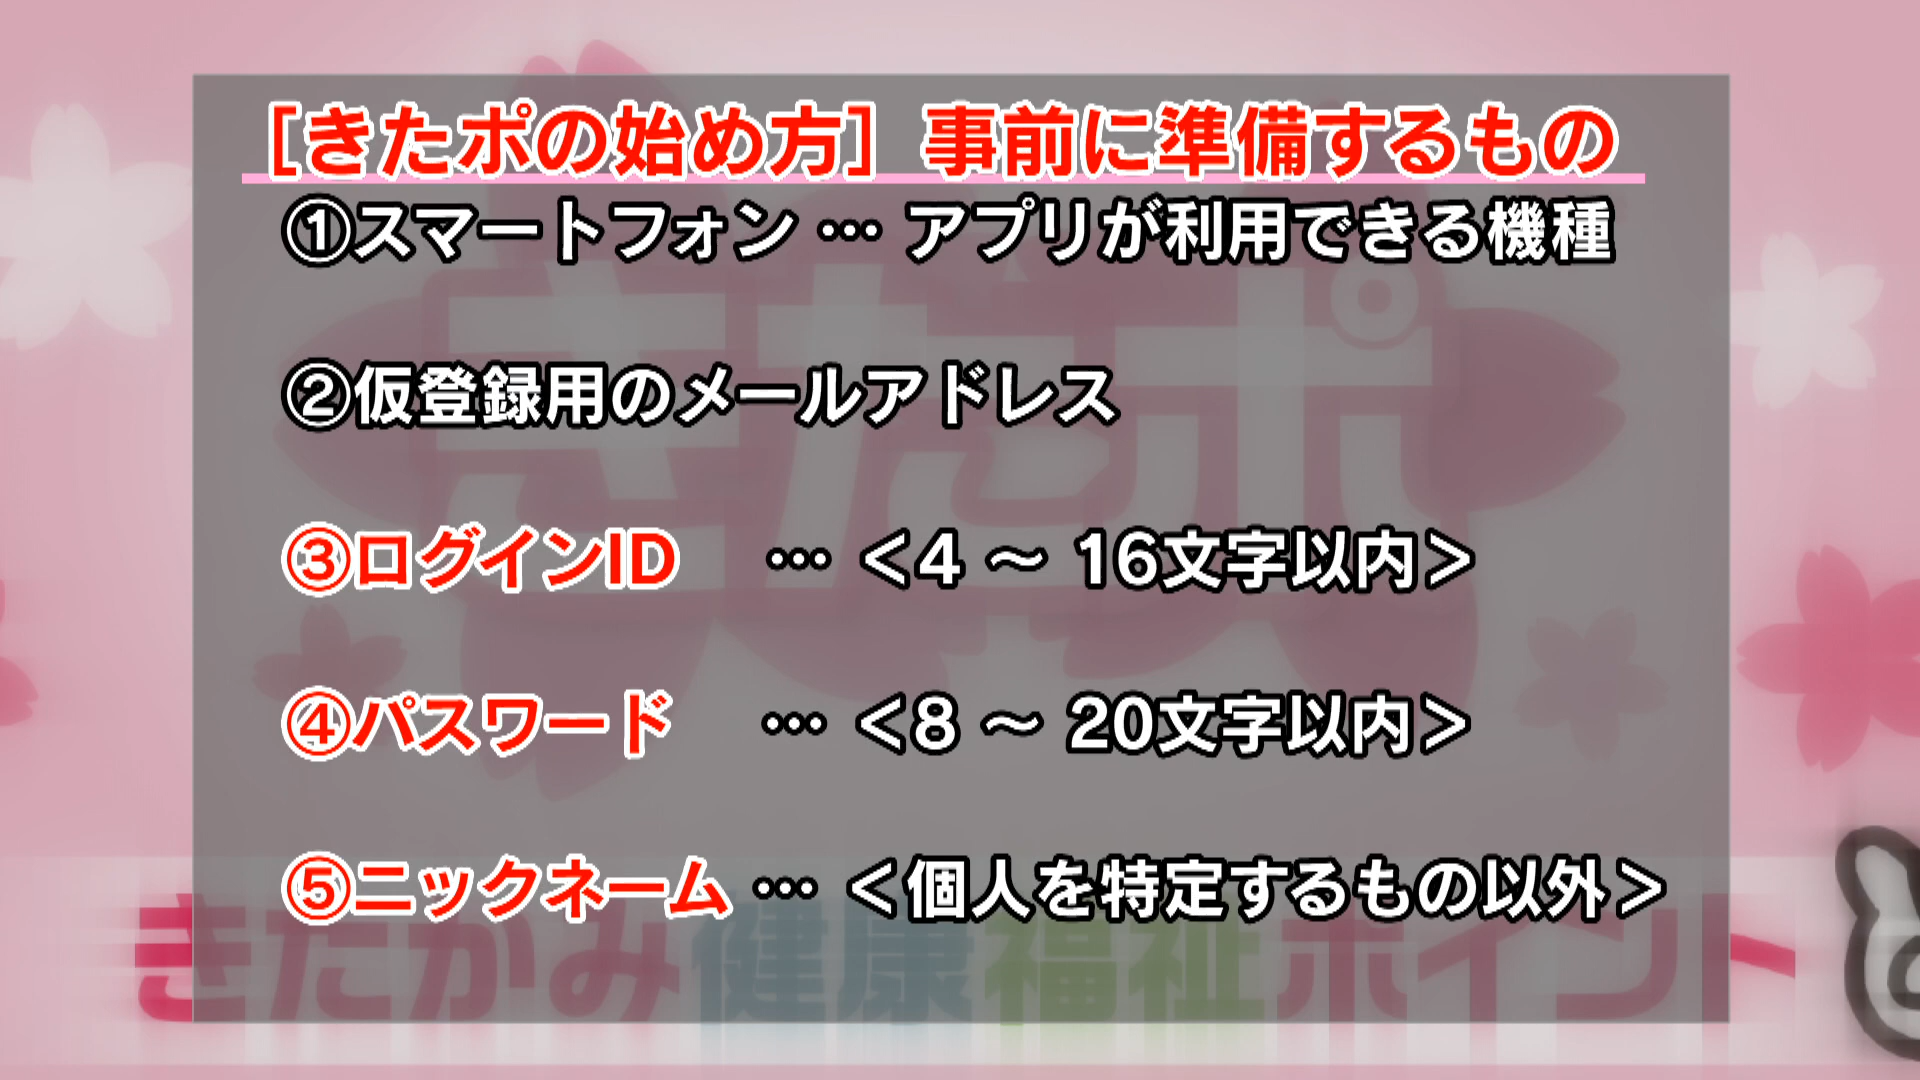 ［きたポの始め方］事前に準備するもの
①スマートフォン … アプリが利用できる機種
②仮登録用のメールアドレス
③ログインID … ＜4 ～ 16文字以内＞
④パスワード … ＜8 ～ 20文字以内＞
⑤ニックネーム … ＜個人を特定するもの以外＞
きたポ
きたかみ健康福祉ポイント